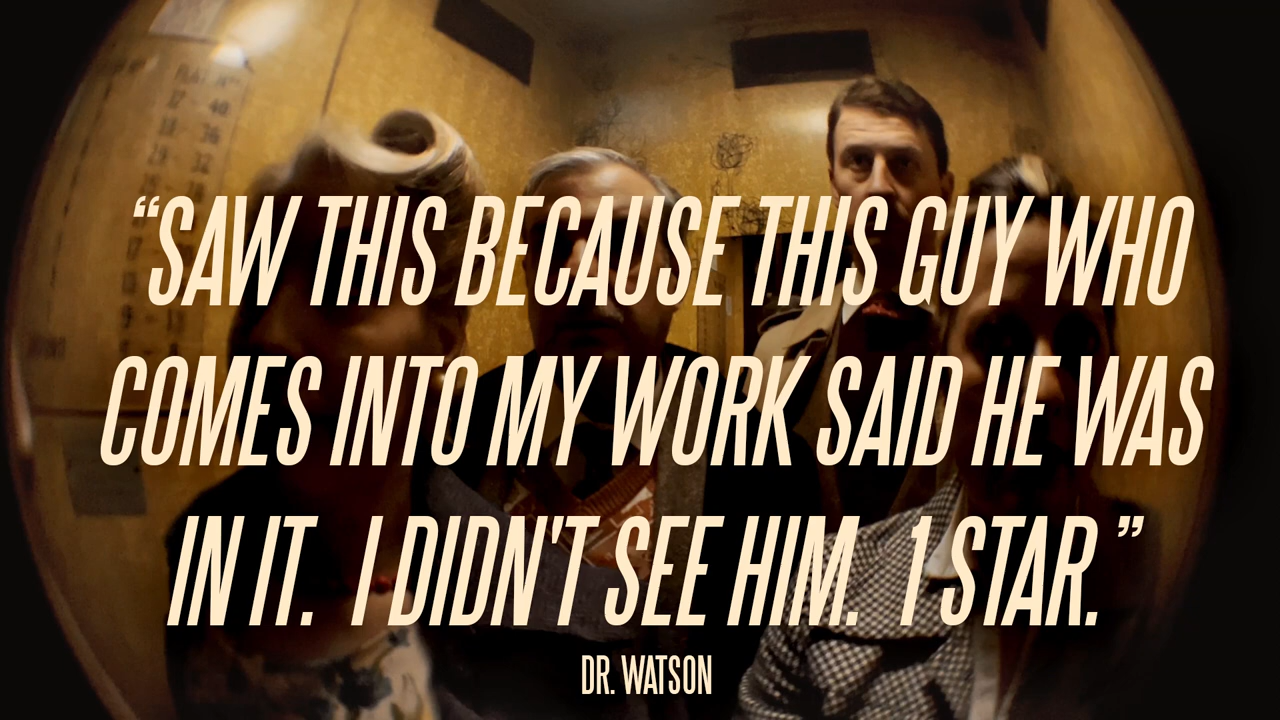 “SAW THIS BECAUSE THIS GUY WHO
COMES INTO MY WORK SAID HE WAS
IN IT. I DIDN'T SEE HIM. 1 STAR.”
DR. WATSON